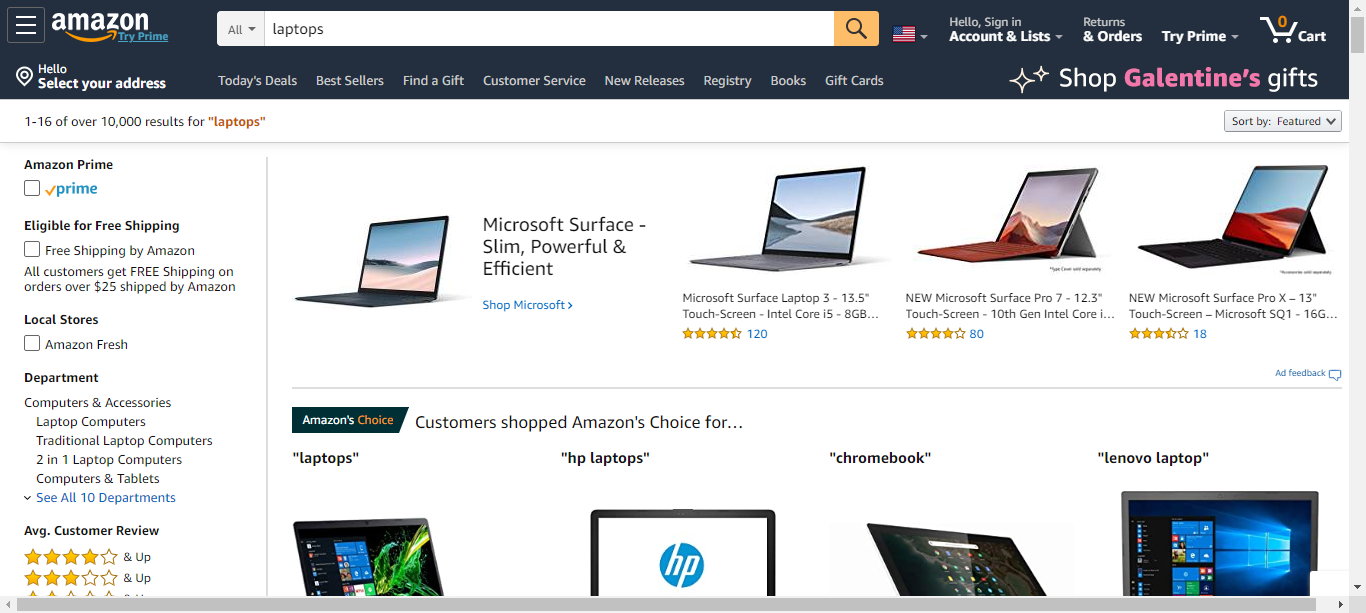 amazon
Try Prime
All
laptops
Hello, Sign in
Account & Lists
Returns
& Orders
Try Prime
0
Cart
Hello
Select your address
Today's Deals
Best Sellers
Find a Gift
Customer Service
New Releases
Registry
Books
Gift Cards
Shop Galentine's gifts
1-16 of over 10,000 results for "laptops"
Sort by: Featured
Amazon Prime
prime
Eligible for Free Shipping
Free Shipping by Amazon
All customers get FREE Shipping on
orders over $25 shipped by Amazon
Local Stores
Amazon Fresh
Department
Computers & Accessories
Laptop Computers
Traditional Laptop Computers
2 in 1 Laptop Computers
Computers & Tablets
See All 10 Departments
Avg. Customer Review
& Up
& Up
Microsoft Surface -
Slim, Powerful &
Efficient
Shop Microsoft
Microsoft Surface Laptop 3 - 13.5"
Touch-Screen - Intel Core i5 - 8GB…
120
*Type Cover sold separately
NEW Microsoft Surface Pro 7 - 12.3"
Touch-Screen - 10th Gen Intel Core i…
80
*Accessories sold separately
NEW Microsoft Surface Pro X – 13"
Touch-Screen – Microsoft SQ1 - 16G…
18
Ad feedback
Amazon's Choice
Customers shopped Amazon's Choice for…
"laptops"
"hp laptops"
"chromebook"
"lenovo laptop"
hp